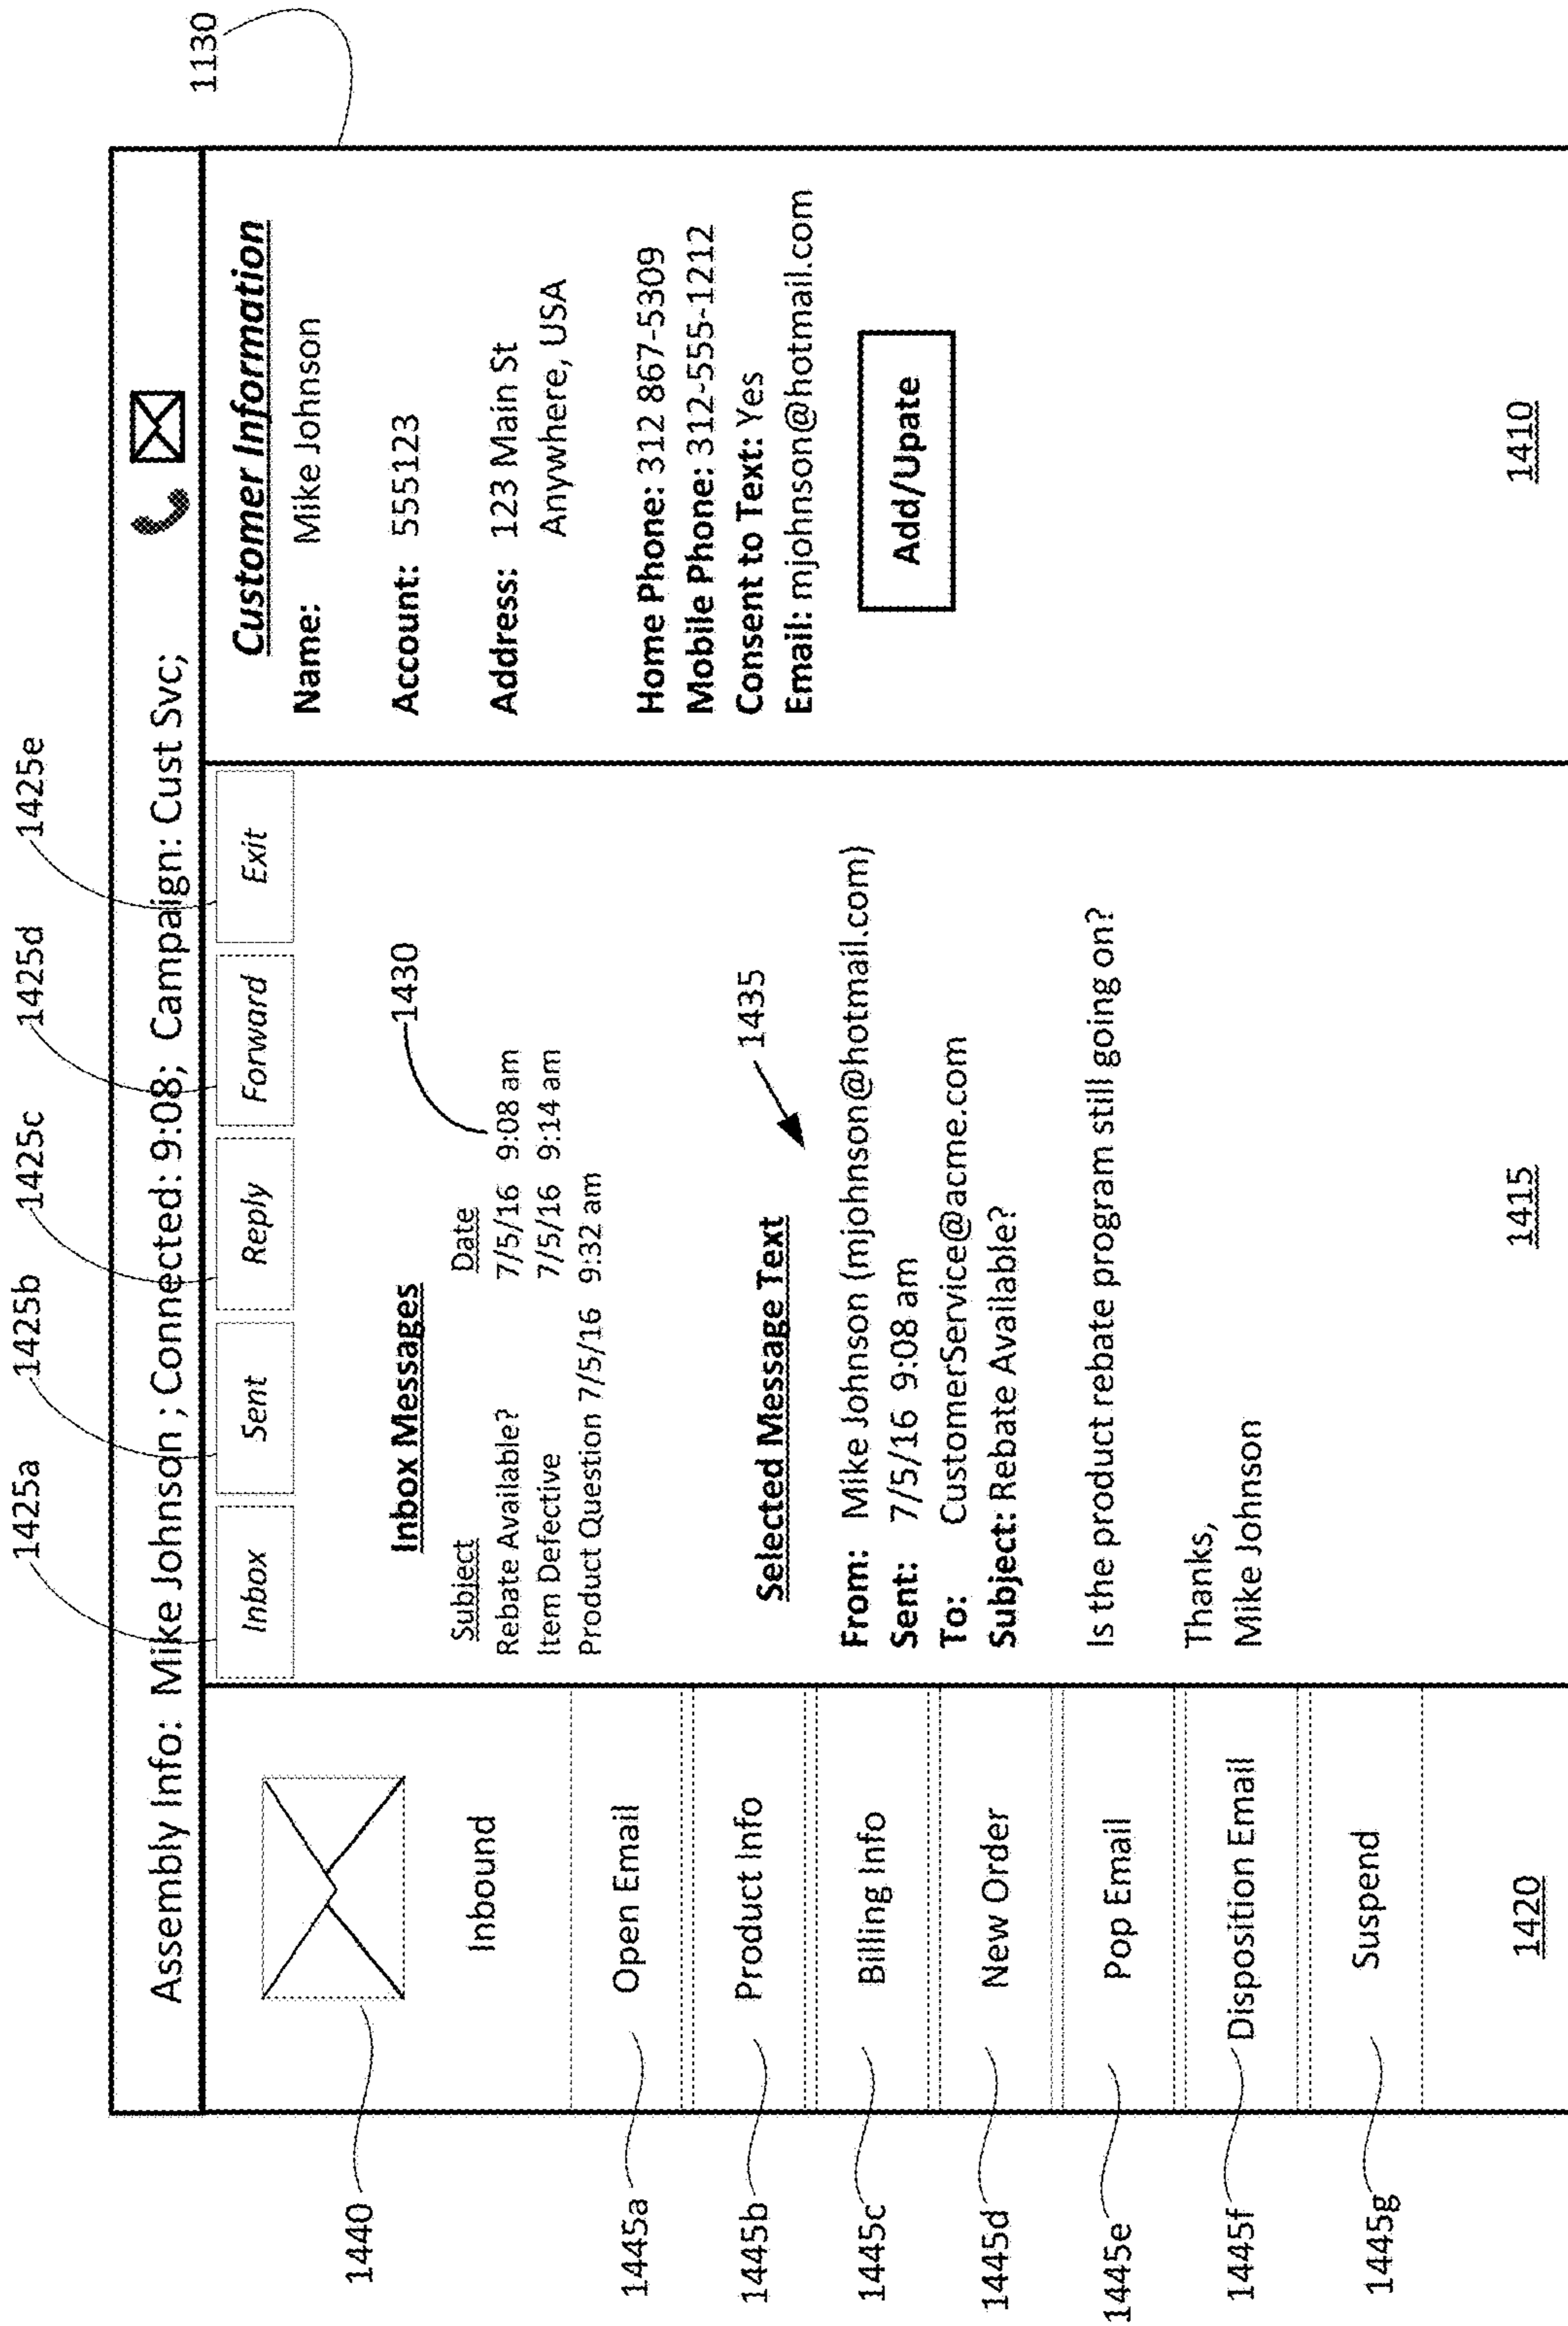 1425a
1425b
1425c
1425d
1425e
1130
Assembly Info: Mike Johnson ; Connected: 9:08; Campaign: Cust Svc;
1440
Inbound
1445a
Open Email
1445b
Product Info
1445c
Billing Info
1445d
New Order
1445e
Pop Email
1445f
Disposition Email
1445g
Suspend
1420
Inbox Sent Reply Forward Exit
Inbox Messages
1430
Subject Date
Rebate Available? 7/5/16 9:08 am
Item Defective 7/5/16 9:14 am
Product Question 7/5/16 9:32 am
Selected Message Text
1435
From: Mike Johnson (mjohnson@hotmail.com)
Sent: 7/5/16 9:08 am
To: CustomerService@acme.com
Subject: Rebate Available?
Is the product rebate program still going on?
Thanks,
Mike Johnson
1415
Customer Information
Name: Mike Johnson
Account: 555123
Address: 123 Main St
Anywhere, USA
Home Phone: 312 867-5309
Mobile Phone: 312-555-1212
Consent to Text: Yes
Email: mjohnson@hotmail.com
Add/Upate
1410